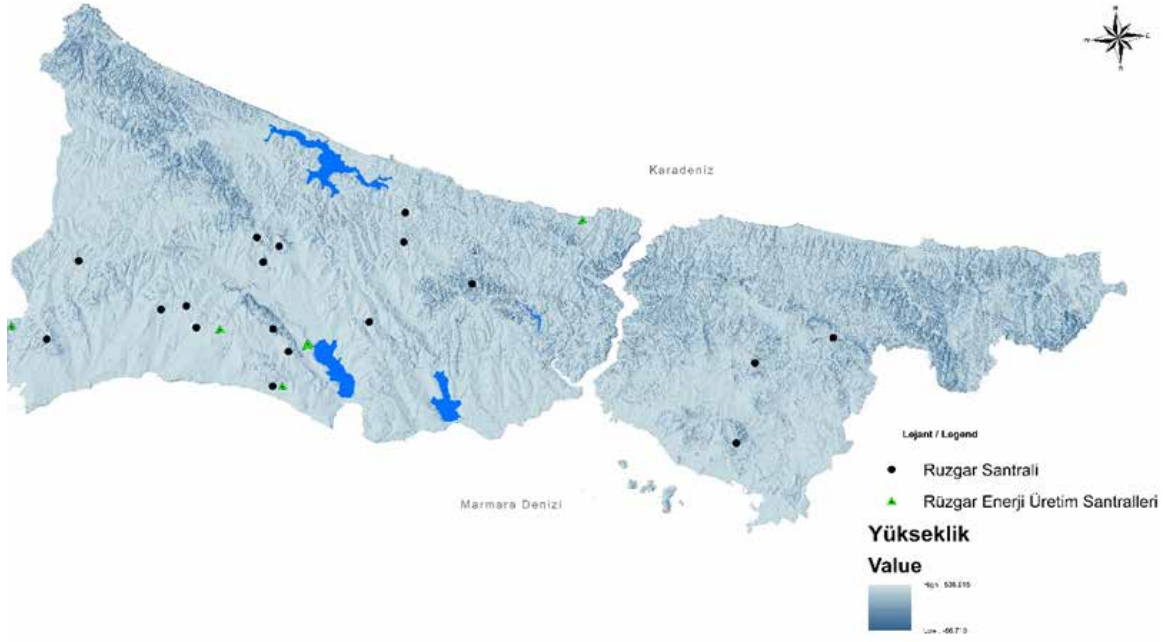 Karadeniz
Marmara Denizi
Lejant / Legend
Ruzgar Santrali
Rüzgar Enerji Üretim Santralleri
Yükseklik
Value